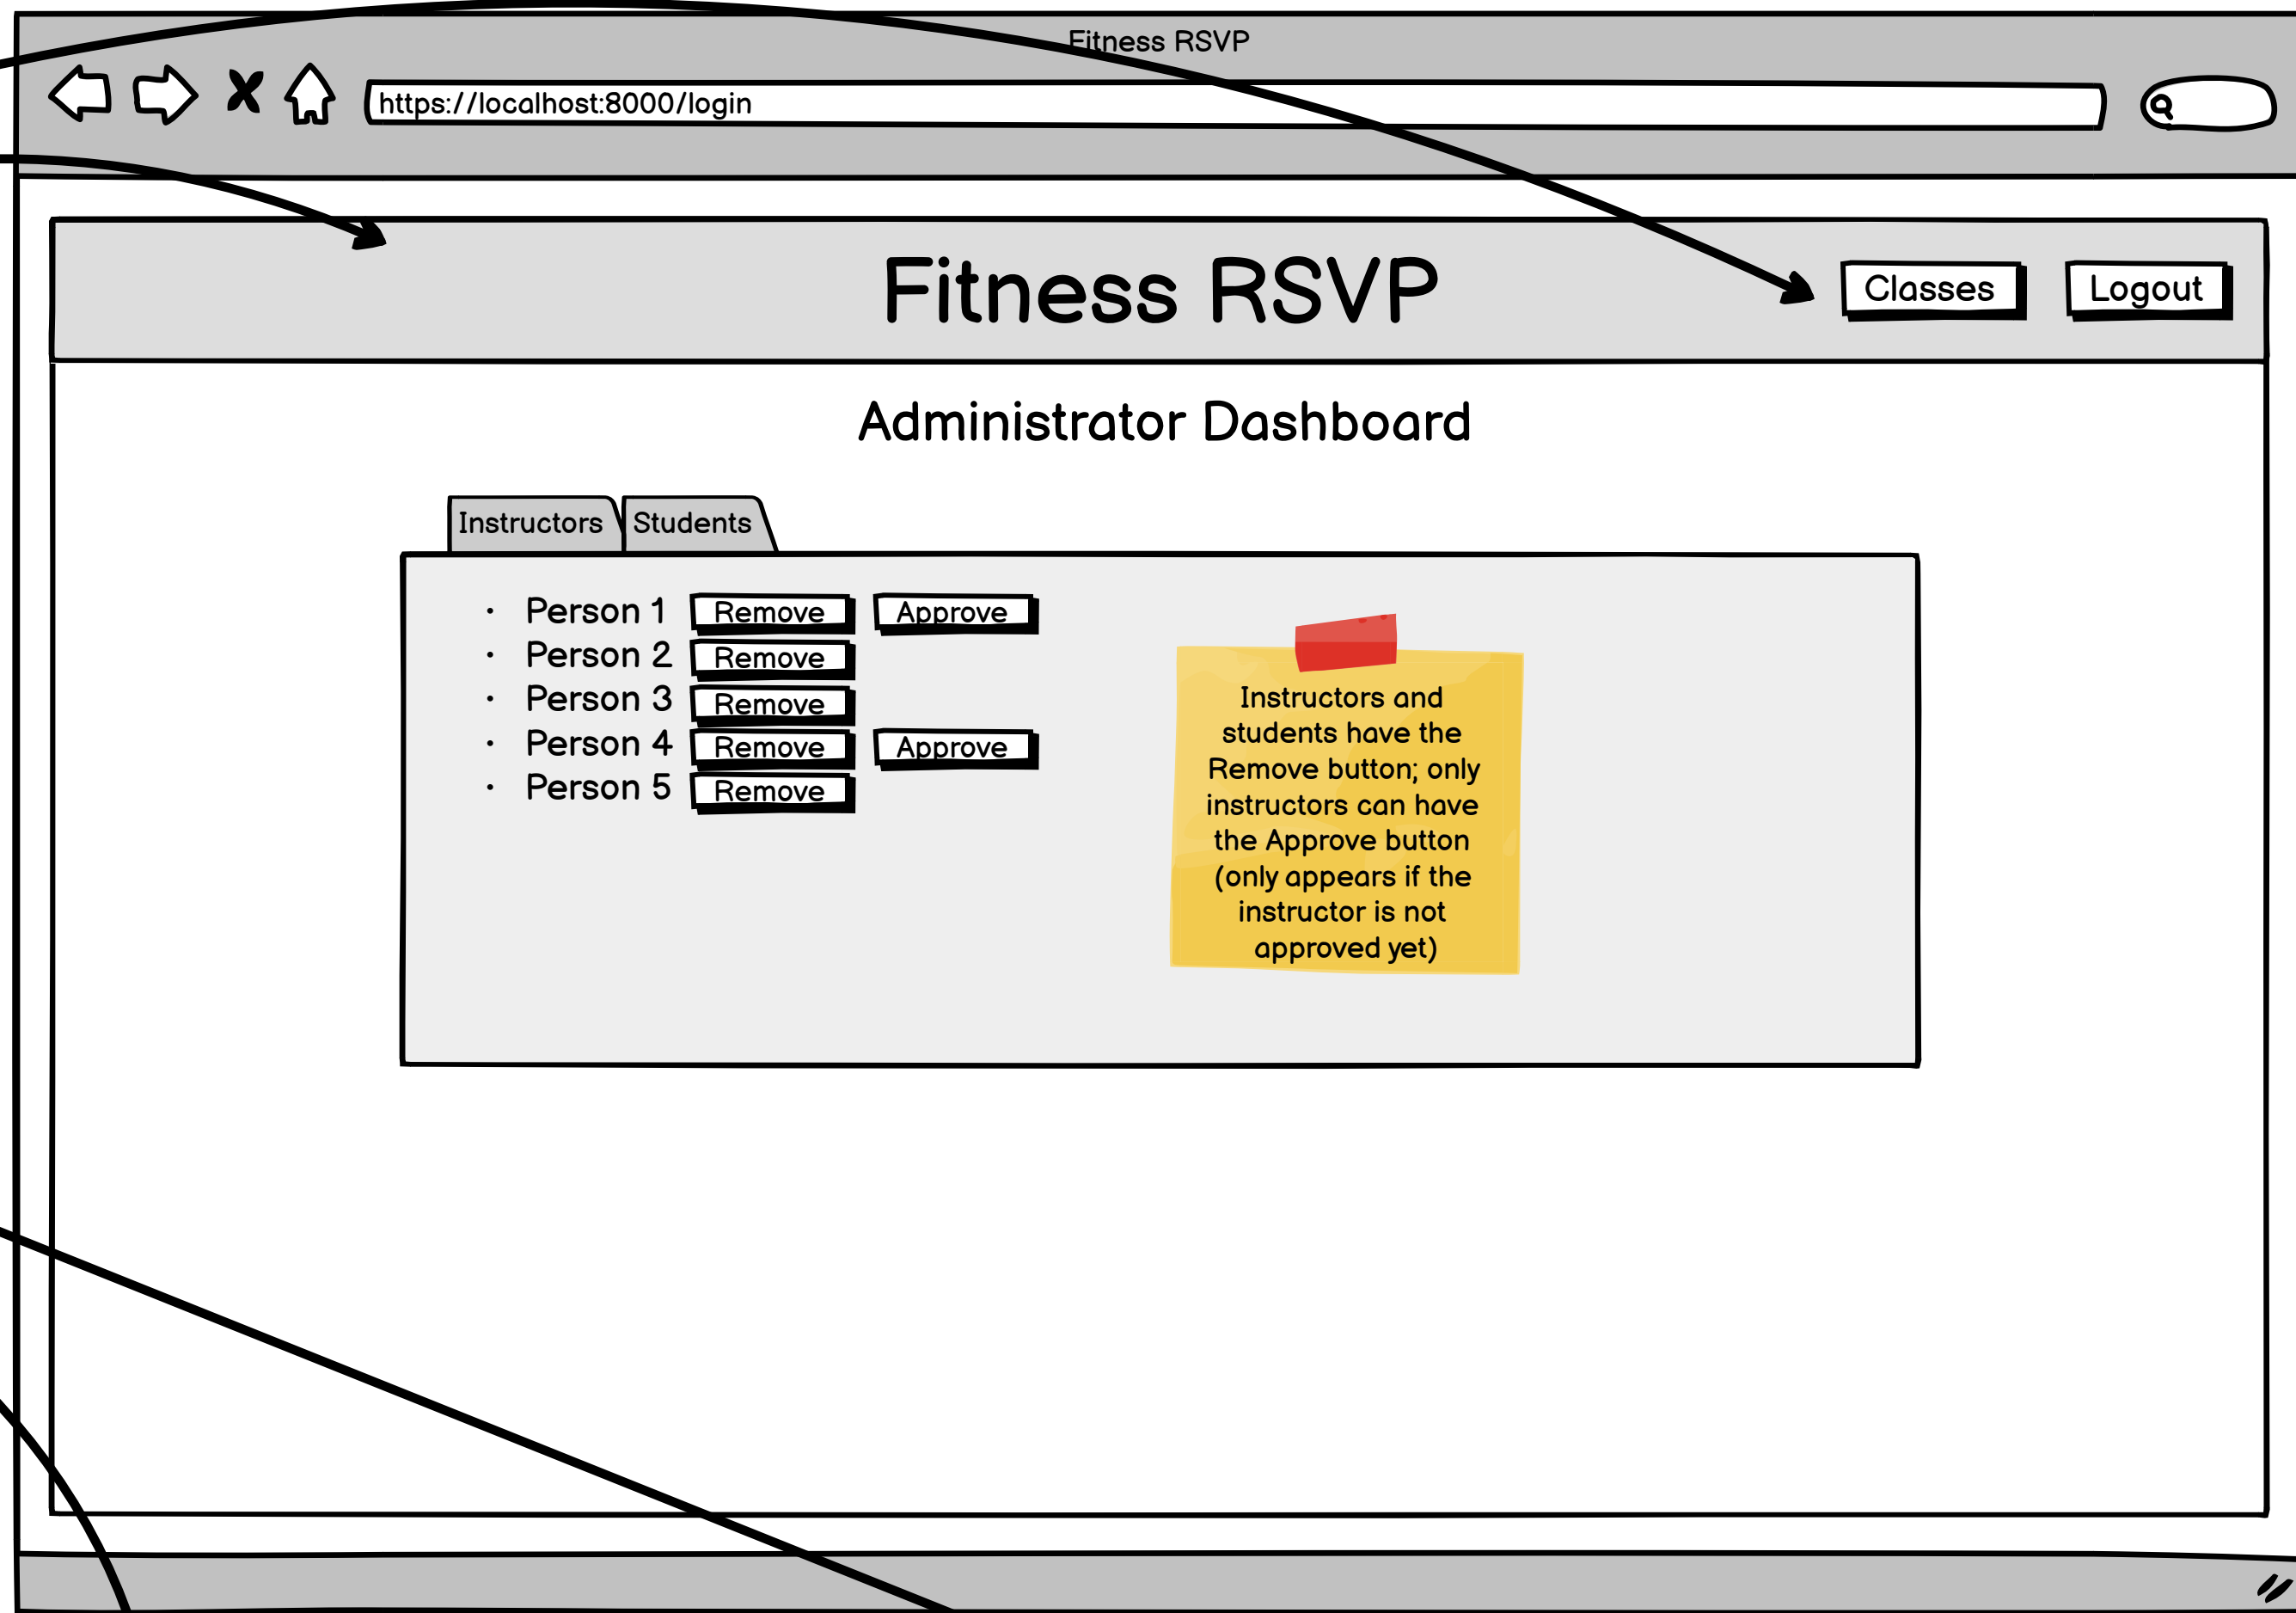 Fitness RSVP
https://localhost:8000/login
Fitness RSVP
Classes
Logout
Administrator Dashboard
Instructors
Students
• Person 1 Remove Approve
• Person 2 Remove
• Person 3 Remove
• Person 4 Remove Approve
• Person 5 Remove
Instructors and
students have the
Remove button; only
instructors can have
the Approve button
(only appears if the
instructor is not
approved yet)